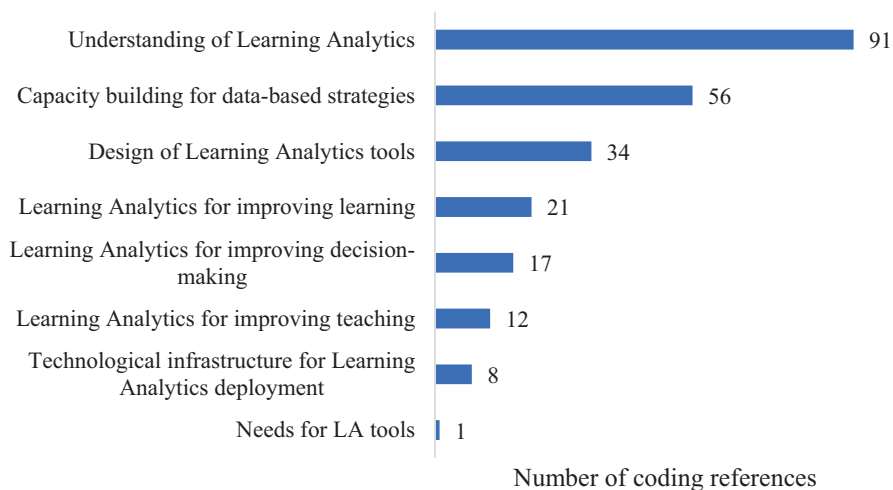 Understanding of Learning Analytics 91
Capacity building for data-based strategies 56
Design of Learning Analytics tools 34
Learning Analytics for improving learning 21
Learning Analytics for improving decision-
making 17
Learning Analytics for improving teaching 12
Technological infrastructure for Learning
Analytics deployment 8
Needs for LA tools 1
Number of coding references